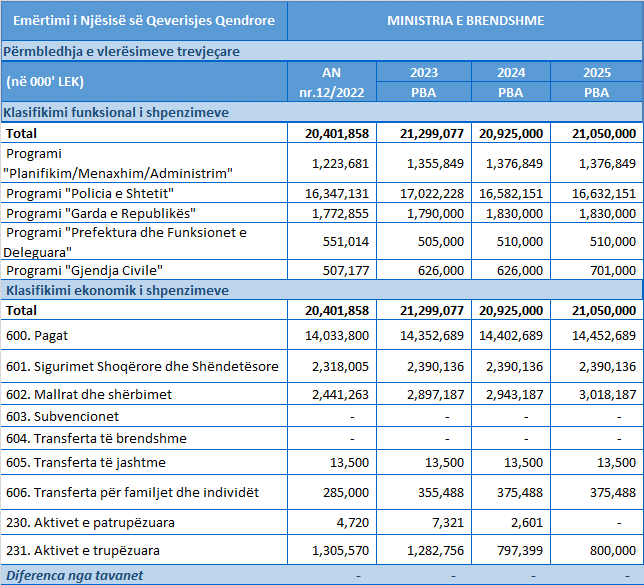 Emërtimi i Njësisë së Qeverisjes Qendrore MINISTRIA E BRENDSHME
Përmbledhja e vlerësimeve trevjeçare
(në 000' LEK) AN nr.12/2022 2023 PBA 2024 PBA 2025 PBA
Klasifikimi funksional i shpenzimeve
Total 20,401,858 21,299,077 20,925,000 21,050,000
Programi
"Planifikim/Menaxhim/Administrim" 1,223,681 1,355,849 1,376,849 1,376,849
Programi "Policia e Shtetit" 16,347,131 17,022,228 16,582,151 16,632,151
Programi "Garda e Republikës" 1,772,855 1,790,000 1,830,000 1,830,000
Programi "Prefektura dhe Funksionet e
Deleguara" 551,014 505,000 510,000 510,000
Programi "Gjendja Civile" 507,177 626,000 626,000 701,000
Klasifikimi ekonomik i shpenzimeve
Total 20,401,858 21,299,077 20,925,000 21,050,000
600. Pagat 14,033,800 14,352,689 14,402,689 14,452,689
601. Sigurimet Shoqërore dhe Shëndetësore 2,318,005 2,390,136 2,390,136 2,390,136
602. Mallrat dhe shërbimet 2,441,263 2,897,187 2,943,187 3,018,187
603. Subvencionet - - - -
604. Transferta të brendshme - - - -
605. Transferta të jashtme 13,500 13,500 13,500 13,500
606. Transferta për familjet dhe individët 285,000 355,488 375,488 375,488
230. Aktivet e patrupëzuara 4,720 7,321 2,601 -
231. Aktivet e trupëzuara 1,305,570 1,282,756 797,399 800,000
Diferenca nga tavanet - - - -